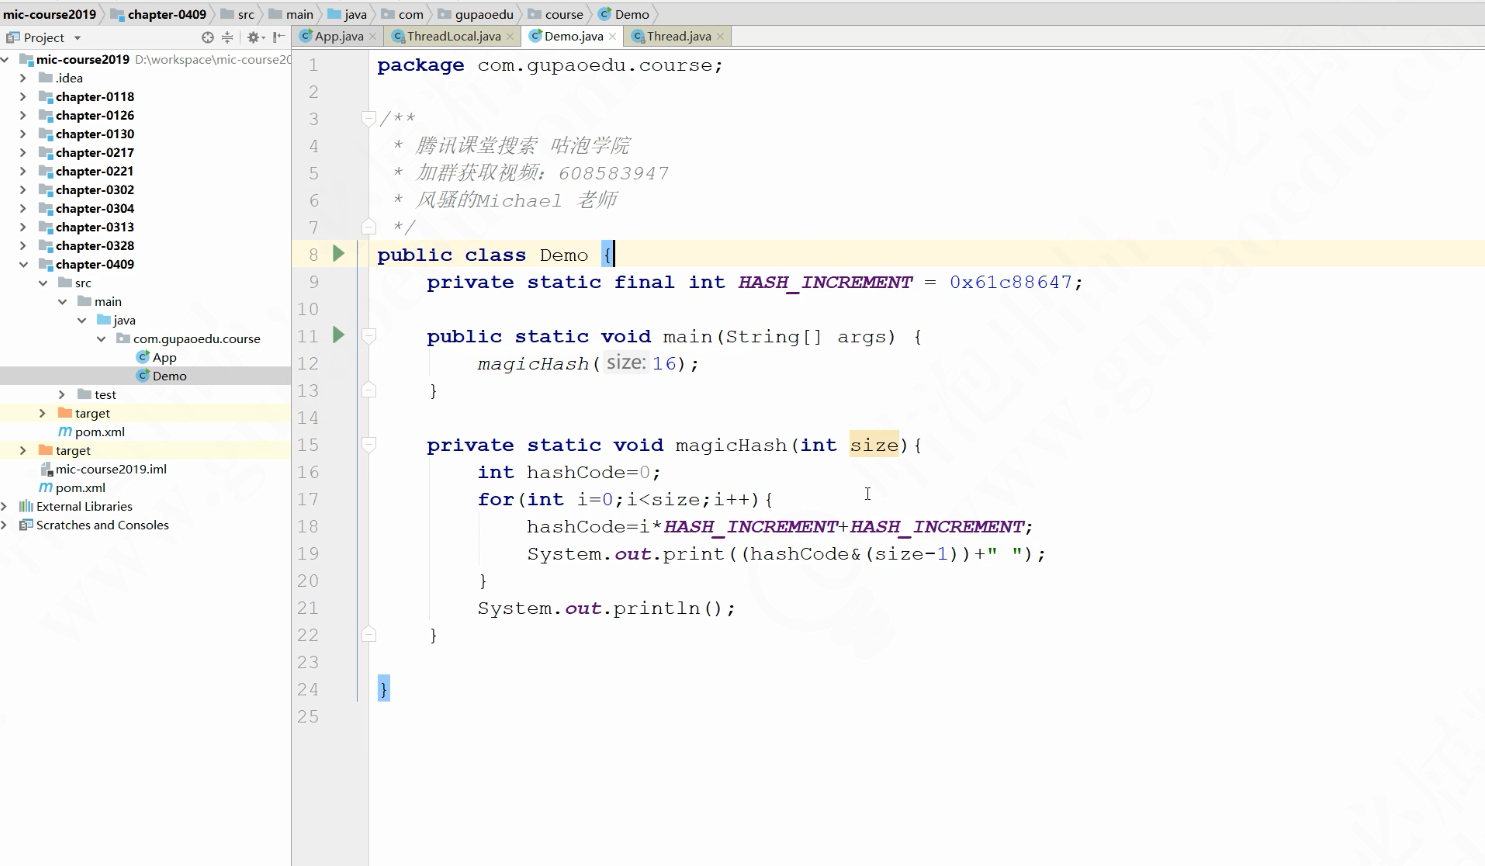 mic-course2019 chapter-0409 src main java com gupaoedu course Demo
Project
App.java ThreadLocal.java Demo.java Thread.java
mic-course2019 D:\workspace\mic-course20
.idea
chapter-0118
chapter-0126
chapter-0130
chapter-0217
chapter-0221
chapter-0302
chapter-0304
chapter-0313
chapter-0328
chapter-0409
src
main
java
com.gupaoedu.course
App
Demo
test
target
pom.xml
target
mic-course2019.iml
pom.xml
External Libraries
Scratches and Consoles
1 package com.gupaoedu.course;
2
3 /**
4 * 腾讯课堂搜索 咕泡学院
5 * 加群获取视频：608583947
6 * 风骚的Michael 老师
7 */
8 public class Demo {
9 private static final int HASH_INCREMENT = 0x61c88647;
10
11 public static void main(String[] args) {
12 magicHash( size: 16);
13 }
14
15 private static void magicHash(int size){
16 int hashCode=0;
17 for(int i=0;i<size;i++){
18 hashCode=i*HASH_INCREMENT+HASH_INCREMENT;
19 System.out.print((hashCode&(size-1))+" ");
20 }
21 System.out.println();
22 }
23
24 }
25